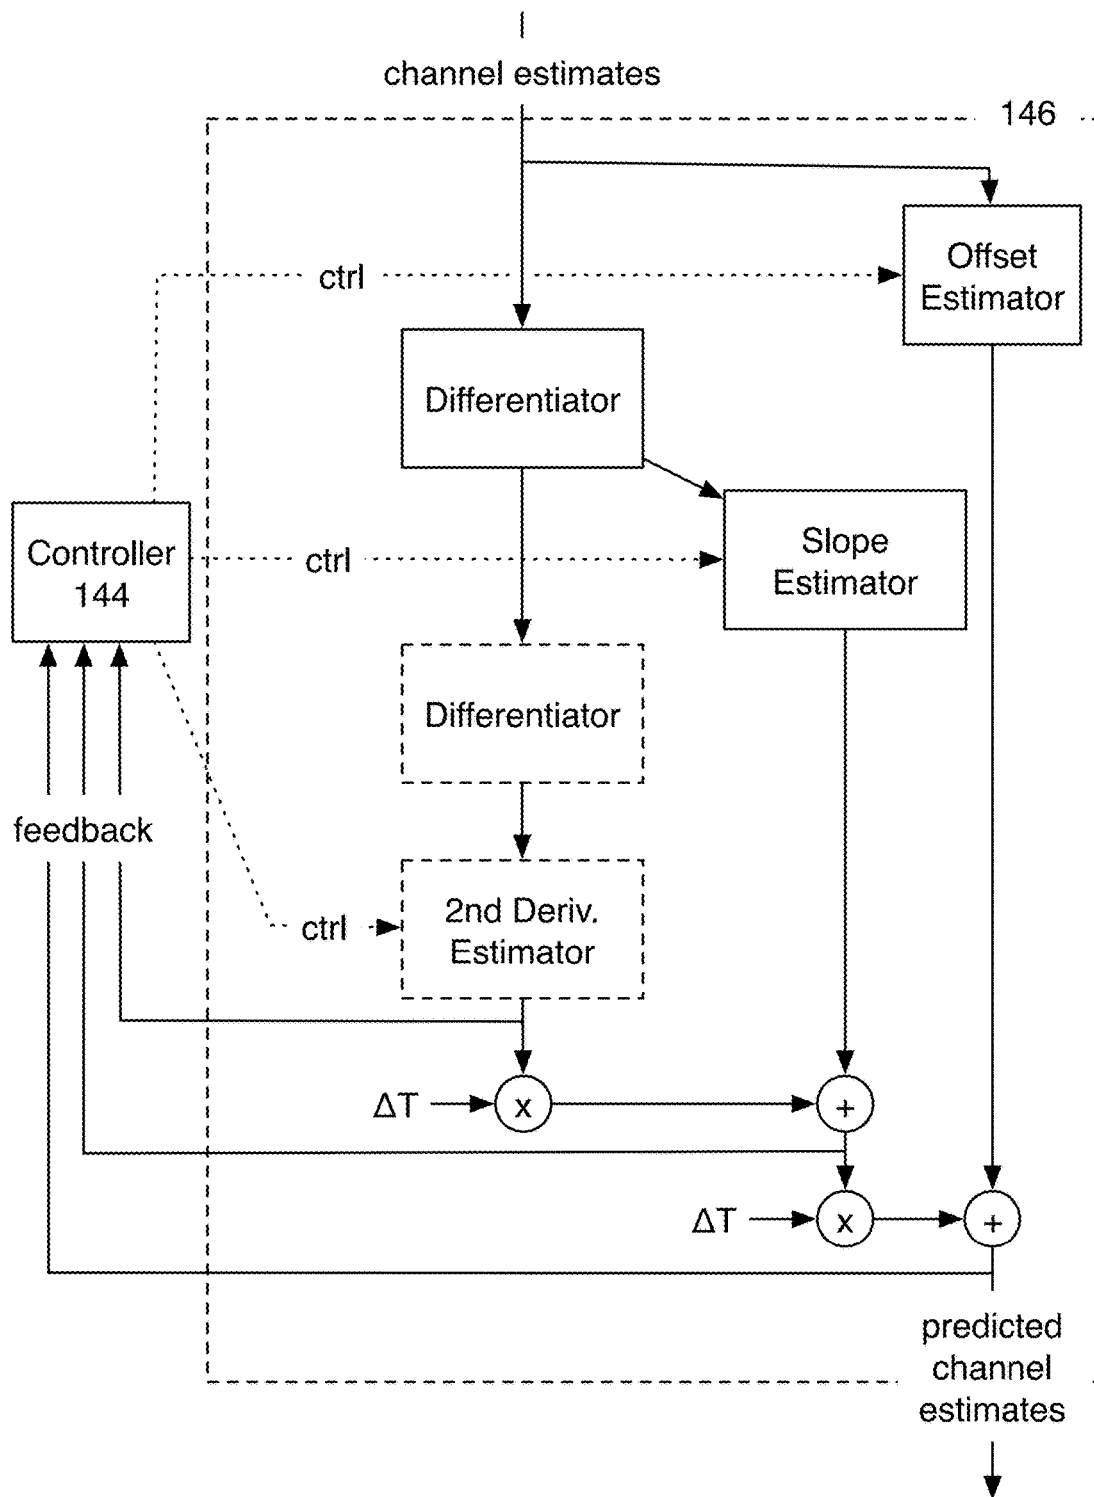 channel estimates
146
Offset
Estimator
ctrl
Differentiator
Controller
144
ctrl
Slope
Estimator
Differentiator
feedback
ctrl
2nd Deriv.
Estimator
ΔT
x
+
ΔT
x
+
predicted
channel
estimates